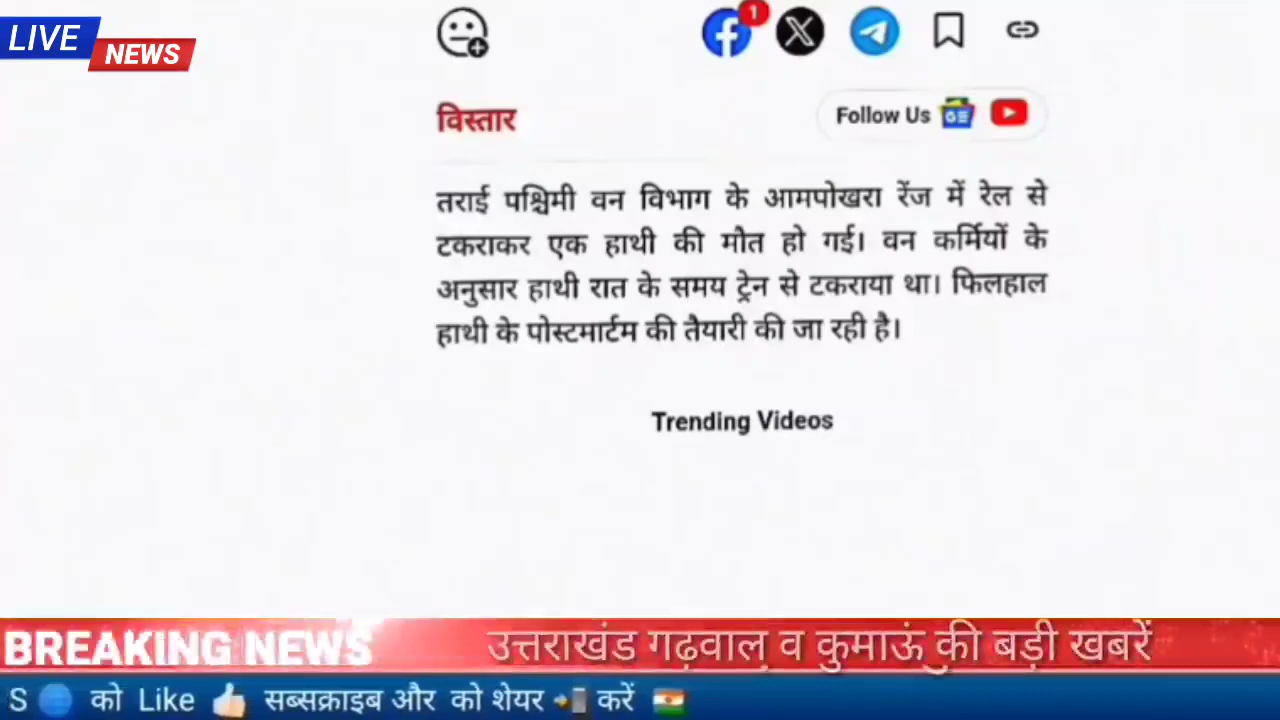 LIVE
NEWS
1
विस्तार
Follow Us GE
तराई पश्चिमी वन विभाग के आमपोखरा रेंज में रेल से
टकराकर एक हाथी की मौत हो गई। वन कर्मियों के
अनुसार हाथी रात के समय ट्रेन से टकराया था। फिलहाल
हाथी के पोस्टमार्टम की तैयारी की जा रही है।
Trending Videos
BREAKING NEWS
उत्तराखंड गढ़वाल व कुमाऊं की बड़ी खबरें
S को Like सब्सक्राइब और को शेयर करें